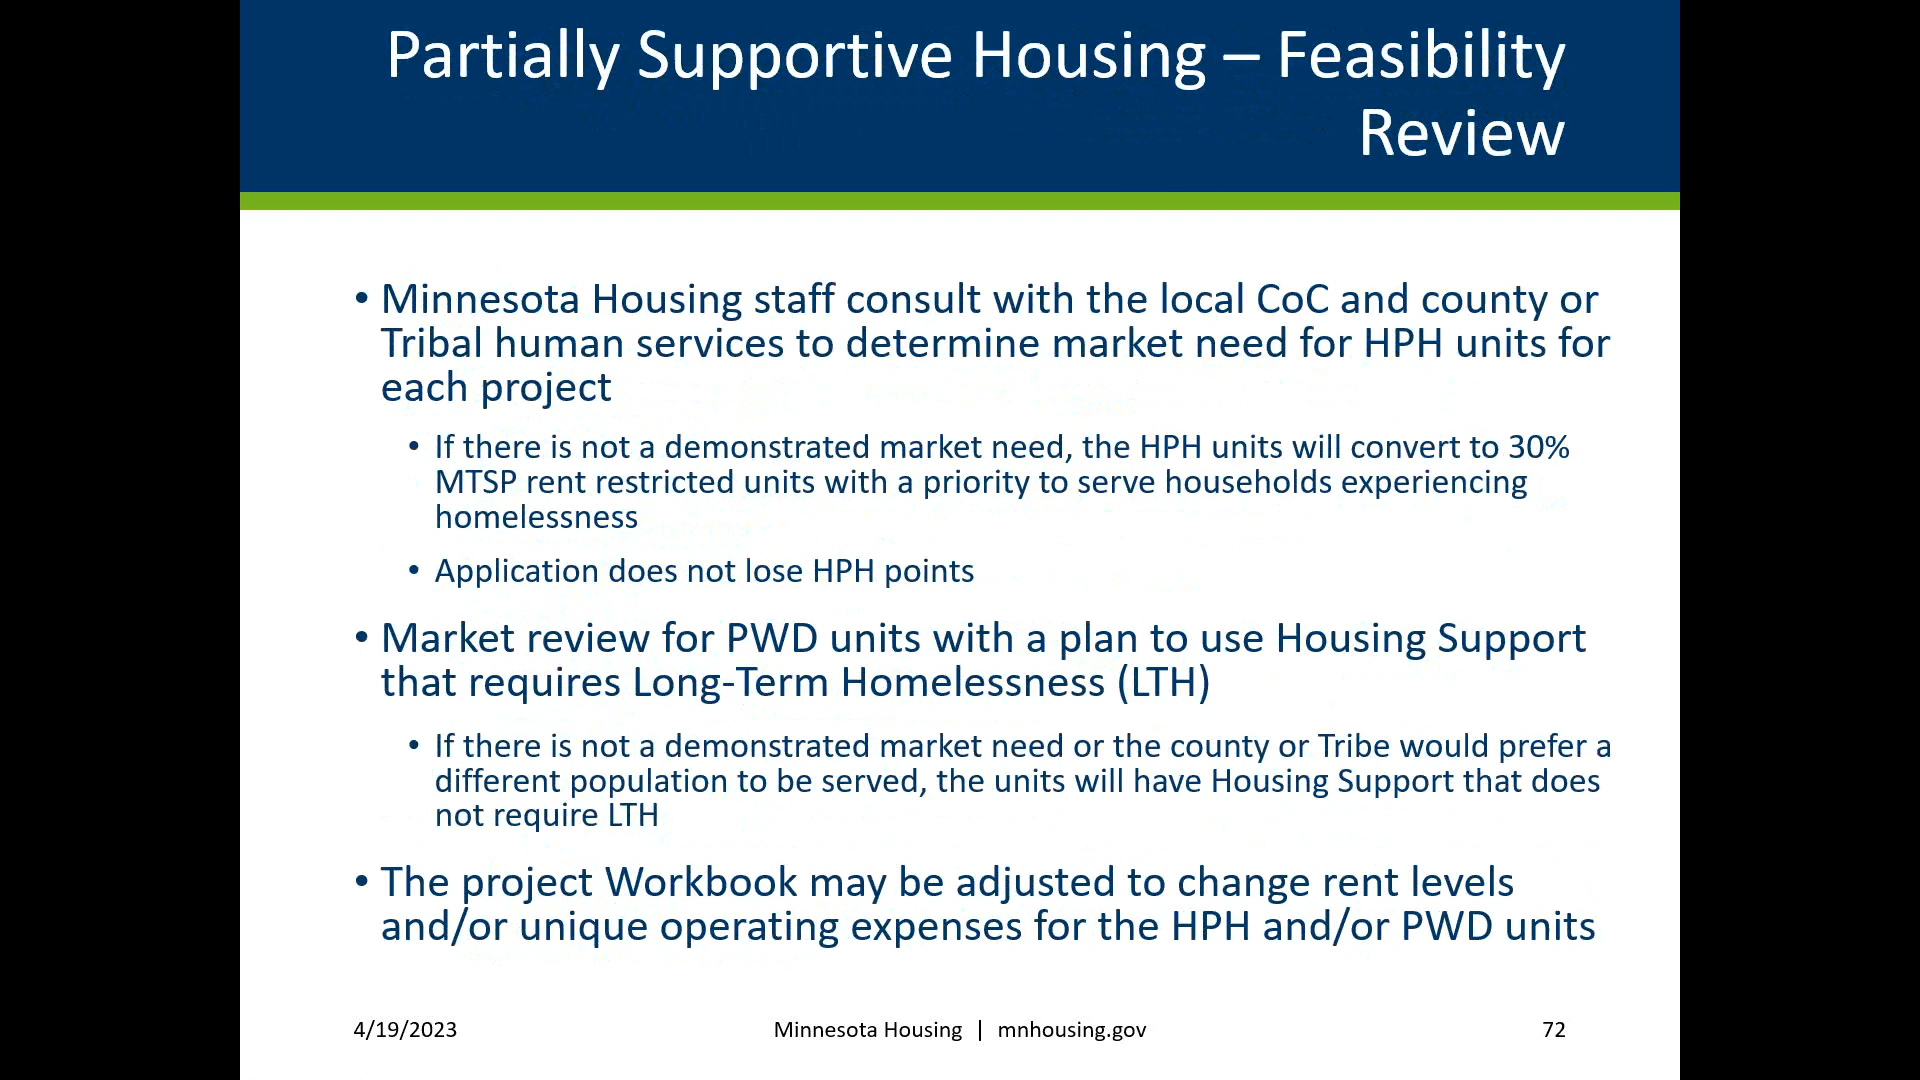 Partially Supportive Housing – Feasibility
Review
• Minnesota Housing staff consult with the local CoC and county or
Tribal human services to determine market need for HPH units for
each project
• If there is not a demonstrated market need, the HPH units will convert to 30%
MTSP rent restricted units with a priority to serve households experiencing
homelessness
• Application does not lose HPH points
• Market review for PWD units with a plan to use Housing Support
that requires Long-Term Homelessness (LTH)
• If there is not a demonstrated market need or the county or Tribe would prefer a
different population to be served, the units will have Housing Support that does
not require LTH
• The project Workbook may be adjusted to change rent levels
and/or unique operating expenses for the HPH and/or PWD units
4/19/2023 Minnesota Housing | mnhousing.gov 72